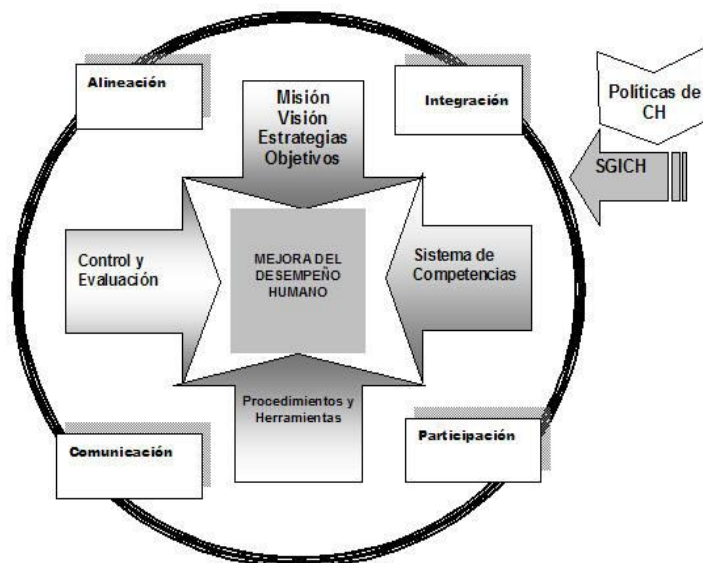 Alineación
Integración
Políticas de
CH
SGICH
Misión
Visión
Estrategias
Objetivos
Control y
Evaluación
MEJORA DEL
DESEMPEÑO
HUMANO
Sistema de
Competencias
Procedimientos y
Herramientas
Comunicación
Participación